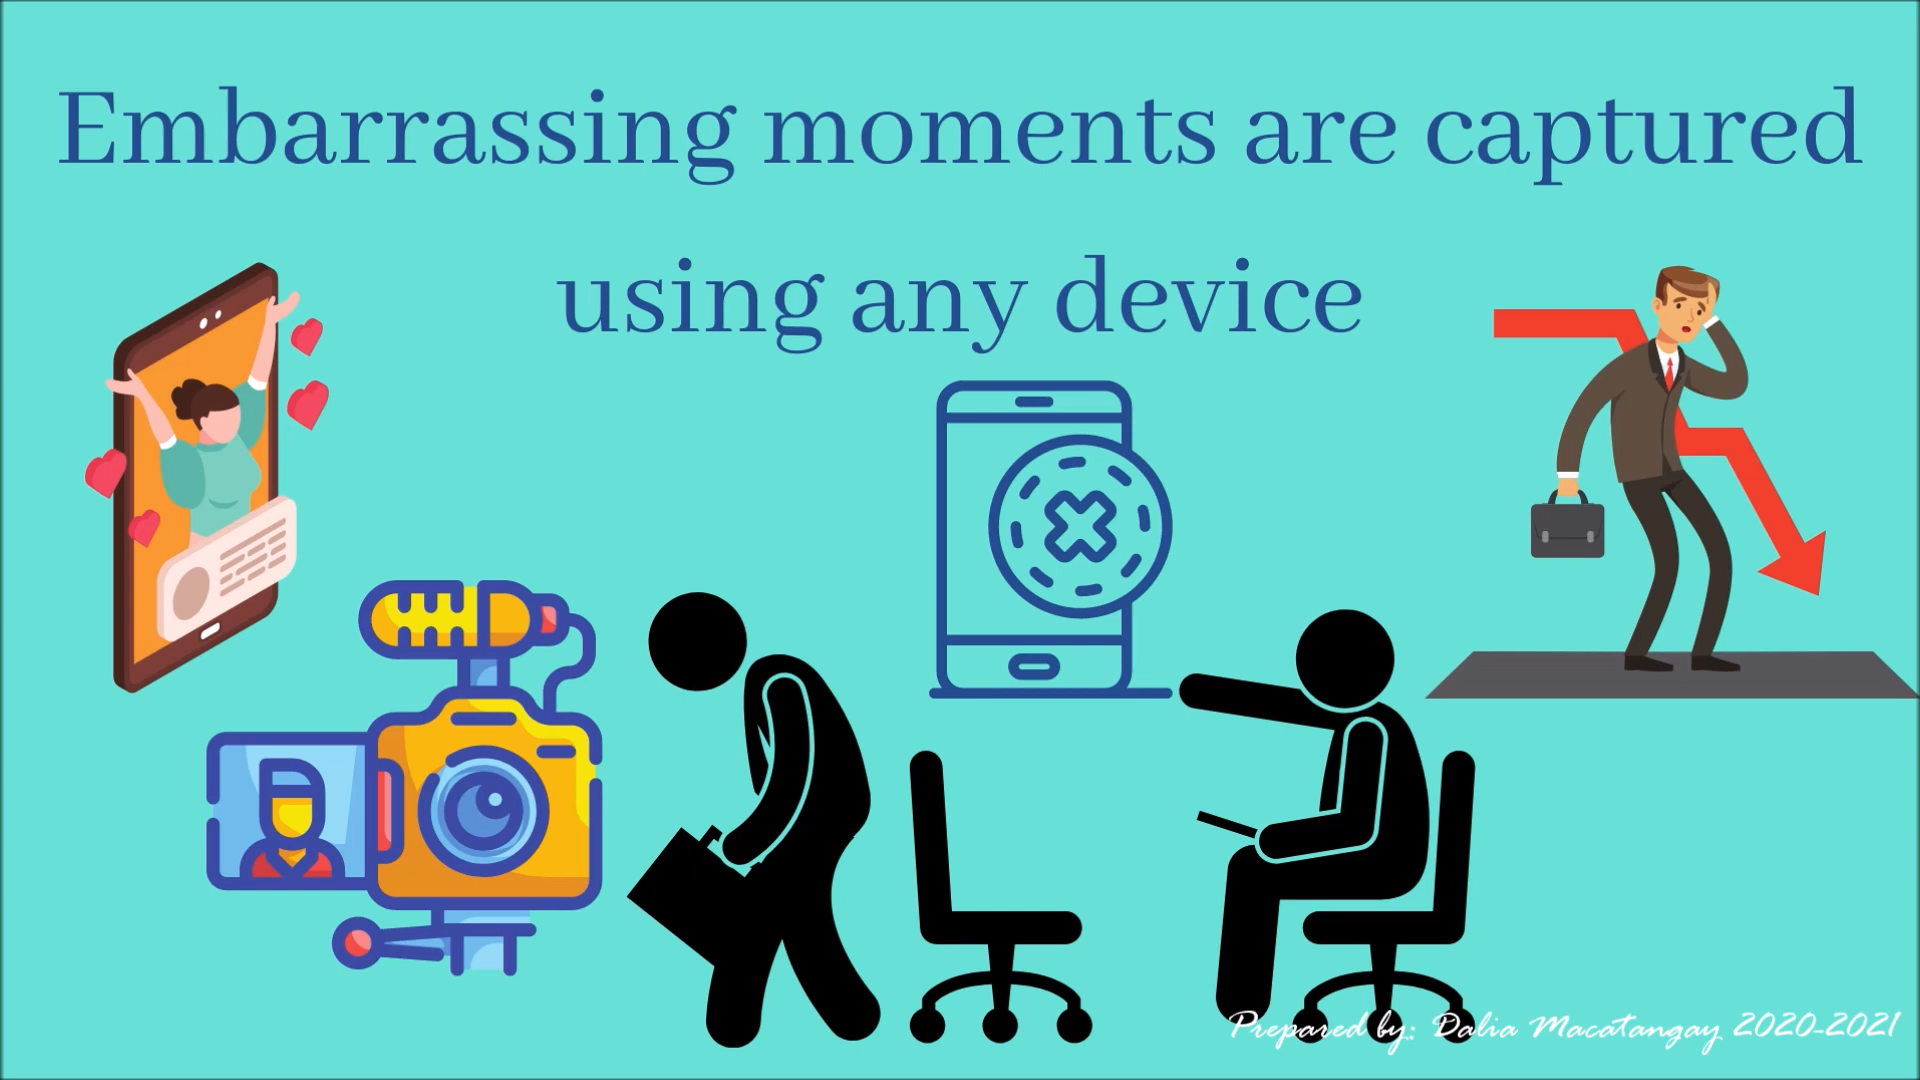 Embarrassing moments are captured
using any device
Prepared by: Dalia Macatangay 2020-2021